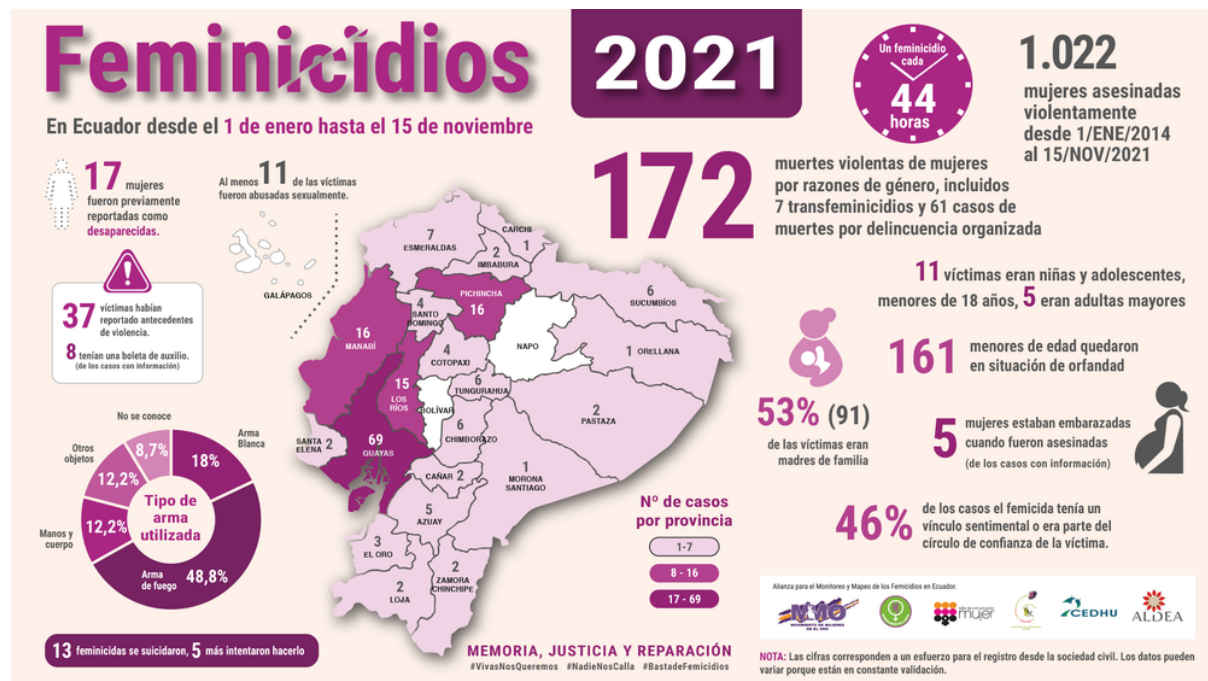 Feminicidios
2021
En Ecuador desde el 1 de enero hasta el 15 de noviembre
Un feminicidio
cada
44
horas
1.022
mujeres asesinadas
violentamente
desde 1/ENE/2014
al 15/NOV/2021
172
muertes violentas de mujeres
por razones de género, incluidos
7 transfeminicidios y 61 casos de
muertes por delincuencia organizada
17 mujeres
fueron previamente
reportadas como
desaparecidas.
Al menos 11 de las víctimas
fueron abusadas sexualmente.
37
víctimas habían
reportado antecedentes
de violencia.
8 tenían una boleta de auxilio.
(de los casos con información)
GALÁPAGOS
7
ESMERALDAS
CARCHI
1
2
IMBABURA
PICHINCHA
16
4
SANTO
DOMINGO
16
MANABÍ
6
SUCUMBÍOS
NAPO
1 ORELLANA
4
COTOPAXI
15
LOS
RÍOS
6
TUNGURAHUA
BOLÍVAR
2
PASTAZA
6
CHIMBORAZO
SANTA
ELENA 2
69
GUAYAS
CAÑAR 2
1
MORONA
SANTIAGO
5
AZUAY
3
EL ORO
2
LOJA
2
ZAMORA
CHINCHIPE
11 víctimas eran niñas y adolescentes,
menores de 18 años, 5 eran adultas mayores
161
menores de edad quedaron
en situación de orfandad
53% (91)
de las víctimas eran
madres de familia
5
mujeres estaban embarazadas
cuando fueron asesinadas
(de los casos con información)
46%
de los casos el femicida tenía un
vínculo sentimental o era parte del
círculo de confianza de la víctima.
No se conoce
8,7%
Arma
Blanca
18%
Otros
objetos
12,2%
Manos y
cuerpo
12,2%
Tipo de
arma
utilizada
Arma
de fuego
48,8%
Nº de casos
por provincia
1-7
8 - 16
17 - 69
13 feminicidas se suicidaron, 5 más intentaron hacerlo
MEMORIA, JUSTICIA Y REPARACIÓN
#VivasNosQueremos #NadieNosCalla #BastadeFemicidios
Alianza para el Monitoreo y Mapeo de los Femicidios en Ecuador.
MMO
MOVIMIENTO DE MUJERES
DE EL ORO
mujer
CEDHU
ALDEA
NOTA: Las cifras corresponden a un esfuerzo para el registro desde la sociedad civil. Los datos pueden
variar porque están en constante validación.